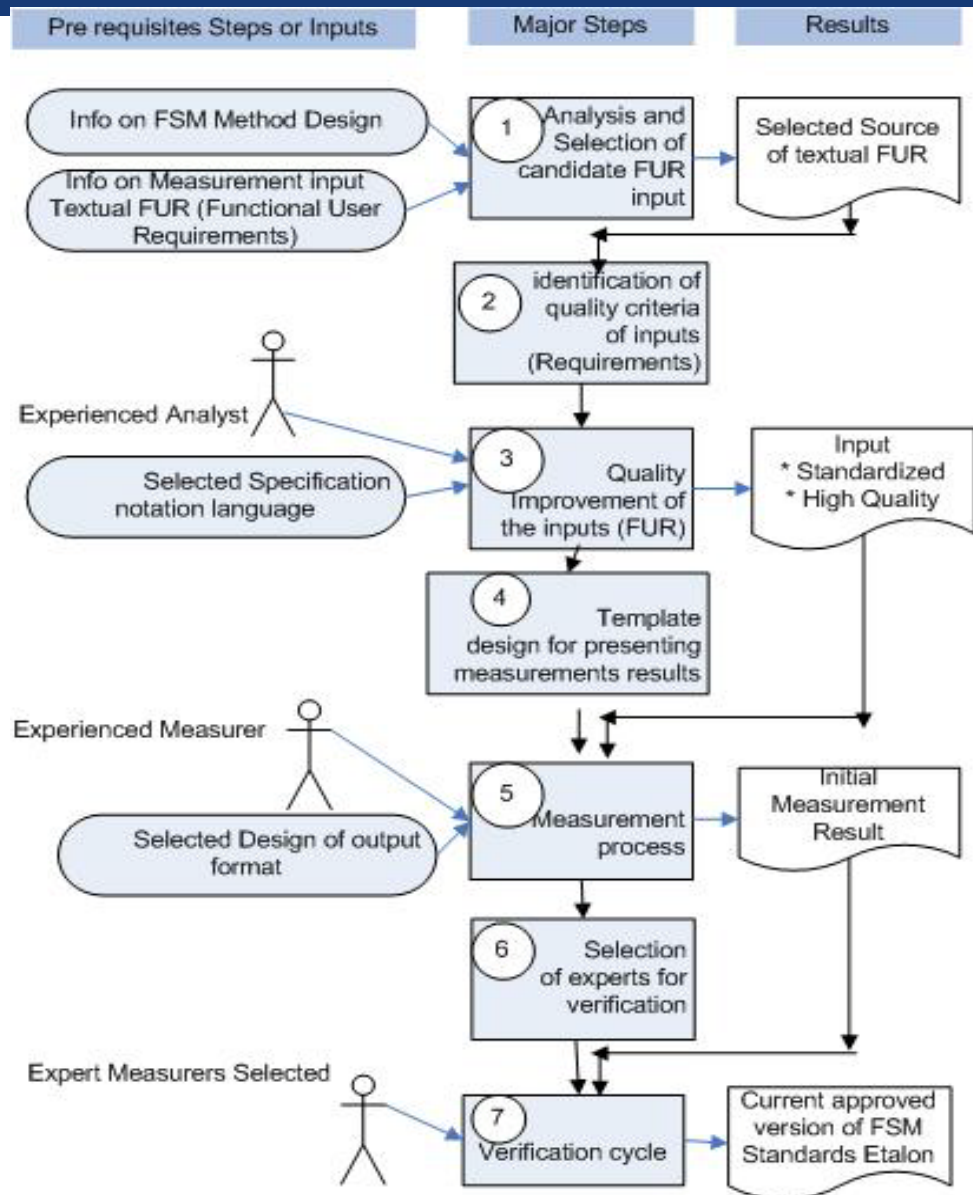 Pre requisites Steps or Inputs
Major Steps
Results
Info on FSM Method Design
Info on Measurement input
Textual FUR (Functional User
Requirements)
1
Analysis and
Selection of
candidate FUR
input
Selected Source
of textual FUR
2
identification of
quality criteria
of inputs
(Requirements)
Experienced Analyst
Selected Specification
notation language
3
Quality
Improvement of
the inputs (FUR)
Input
* Standardized
* High Quality
4
Template
design for presenting
measurements results
Experienced Measurer
Selected Design of output
format
5
Measurement
process
Initial
Measurement
Result
6
Selection
of experts for
verification
Expert Measurers Selected
7
Verification cycle
Current approved
version of FSM
Standards Etalon